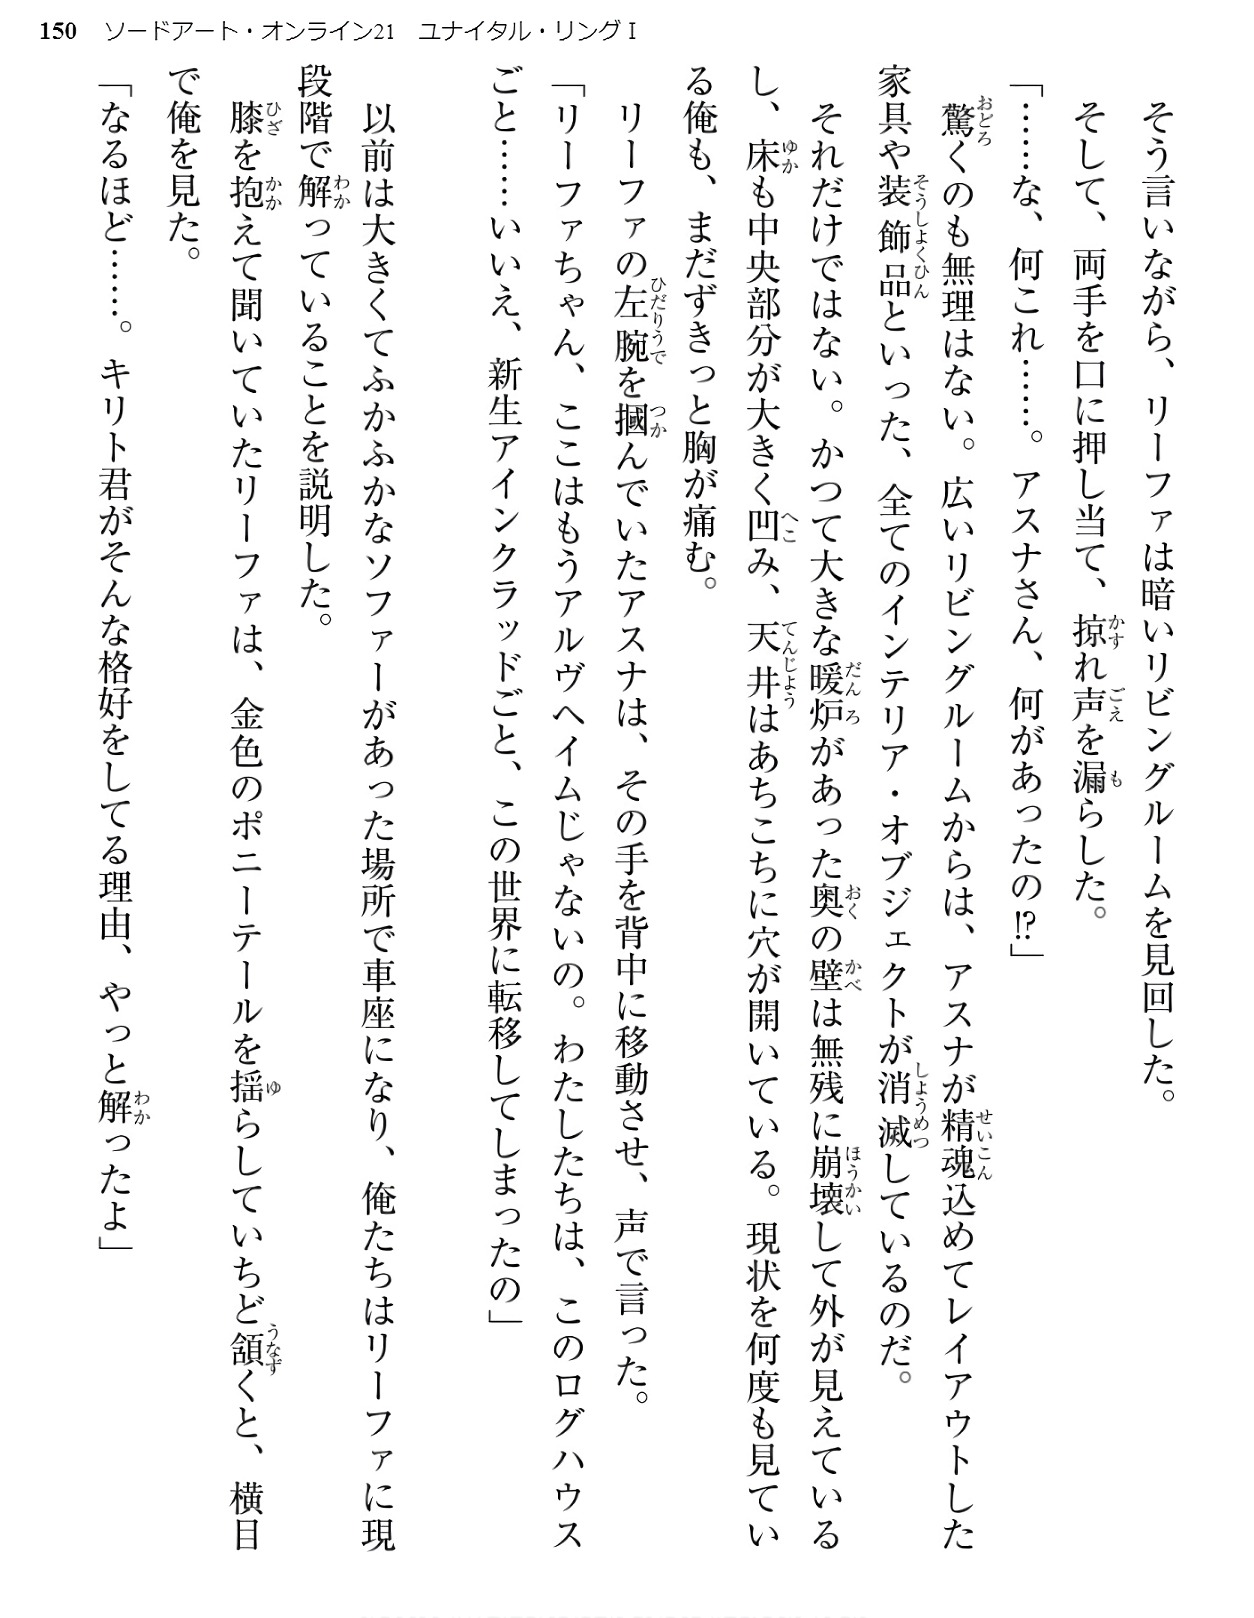 150 ソードアート・オンライン21 ユナイタル・リングⅠ
そう言いながら、リーファは暗いリビングルームを見回した。
そして、両手を口に押し当て、掠れ声を漏らした。
「……な、何これ……。アスナさん、何があったの!?」
驚くのも無理はない。広いリビングルームからは、アスナが精魂込めてレイアウトした
家具や装飾品といった、全てのインテリア・オブジェクトが消滅しているのだ。
それだけではない。かつて大きな暖炉があった奥の壁は無残に崩壊して外が見えている
し、床も中央部分が大きく凹み、天井はあちこちに穴が開いている。現状を何度も見てい
る俺も、まだずきっと胸が痛む。
リーファの左腕を摑んでいたアスナは、その手を背中に移動させ、声で言った。
「リーファちゃん、ここはもうアルヴヘイムじゃないの。わたしたちは、このログハウス
ごと……いいえ、新生アインクラッドごと、この世界に転移してしまったの」
以前は大きくてふかふかなソファーがあった場所で車座になり、俺たちはリーファに現
段階で解っていることを説明した。
膝を抱えて聞いていたリーファは、金色のポニーテールを揺らしていちど頷くと、横目
で俺を見た。
「なるほど……。キリト君がそんな格好をしてる理由、やっと解ったよ」